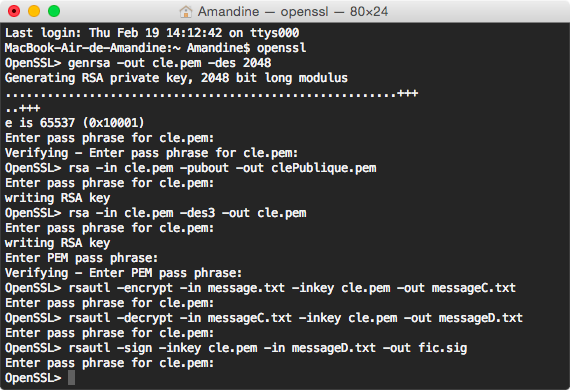 Amandine — openssl — 80×24
Last login: Thu Feb 19 14:12:42 on ttys000
MacBook-Air-de-Amandine:~ Amandine$ openssl
OpenSSL> genrsa -out cle.pem -des 2048
Generating RSA private key, 2048 bit long modulus
........................................................+++
..+++
e is 65537 (0x10001)
Enter pass phrase for cle.pem:
Verifying - Enter pass phrase for cle.pem:
OpenSSL> rsa -in cle.pem -pubout -out clePublique.pem
Enter pass phrase for cle.pem:
writing RSA key
OpenSSL> rsa -in cle.pem -des3 -out cle.pem
Enter pass phrase for cle.pem:
writing RSA key
Enter PEM pass phrase:
Verifying - Enter PEM pass phrase:
OpenSSL> rsautl -encrypt -in message.txt -inkey cle.pem -out messageC.txt
Enter pass phrase for cle.pem:
OpenSSL> rsautl -decrypt -in messageC.txt -inkey cle.pem -out messageD.txt
Enter pass phrase for cle.pem:
OpenSSL> rsautl -sign -inkey cle.pem -in messageD.txt -out fic.sig
Enter pass phrase for cle.pem:
OpenSSL>